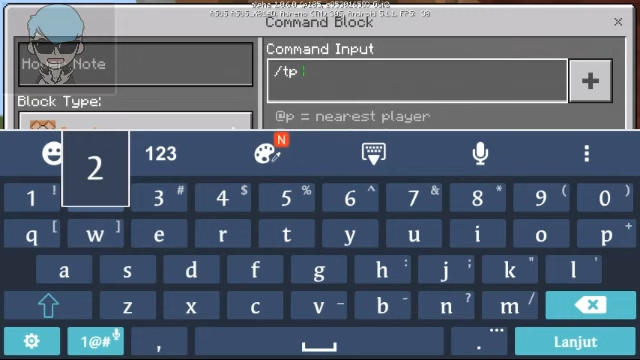 Command Block
Hover Note
Command Input
/tp
Block Type:
@p = nearest player
2
123
N
1 ! 3 # 4 $ 5 % 6 ^ 7 & 8 * 9 ( 0 )
q [ w ] e r t y u i o p +
a s d f g h : j ; k " l '
z x c v - b - n ? m /
1@# , . ... Lanjut